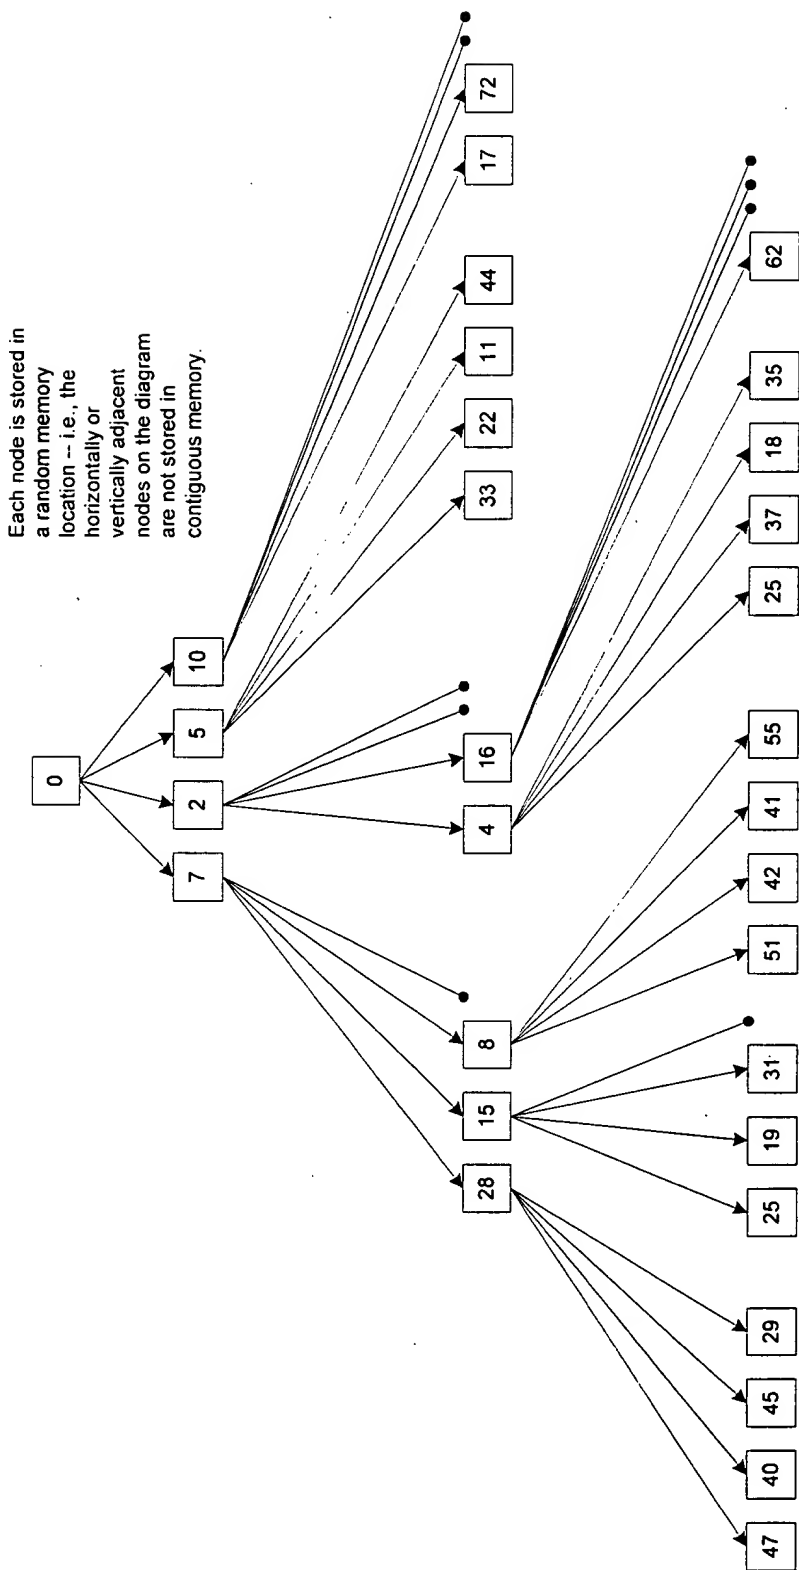 Each node is stored in
a random memory
location -- i.e., the
horizontally or
vertically adjacent
nodes on the diagram
are not stored in
contiguous memory.
0
7 2 5 10
28 15 8 4 16 33 22 11 44 17 72
47 40 45 29 25 19 31 51 42 41 55 25 37 18 35 62